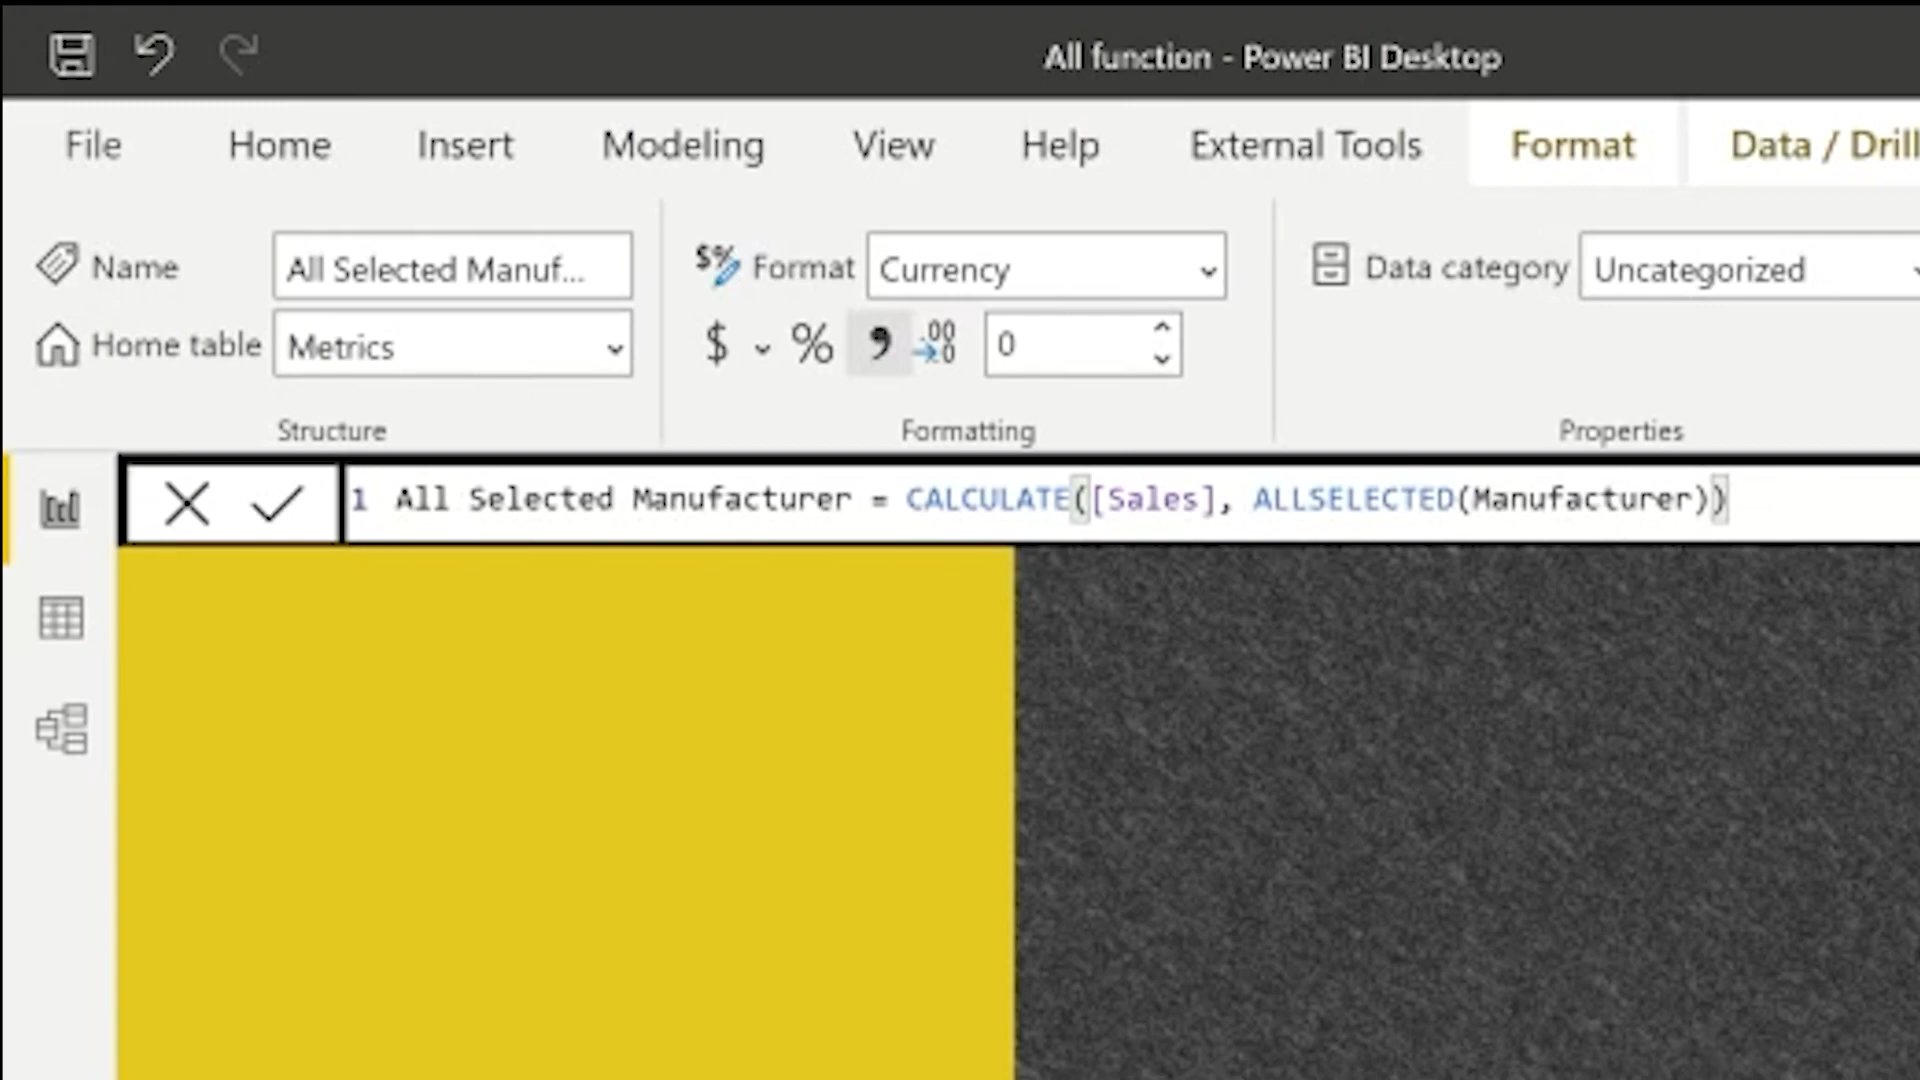 All function - Power BI Desktop
File Home Insert Modeling View Help External Tools Format Data / Drill
Name All Selected Manuf... $% Format Currency Data category Uncategorized
Home table Metrics $ % 9 .00 .0 0
Structure Formatting Properties
1 All Selected Manufacturer = CALCULATE([Sales], ALLSELECTED(Manufacturer))